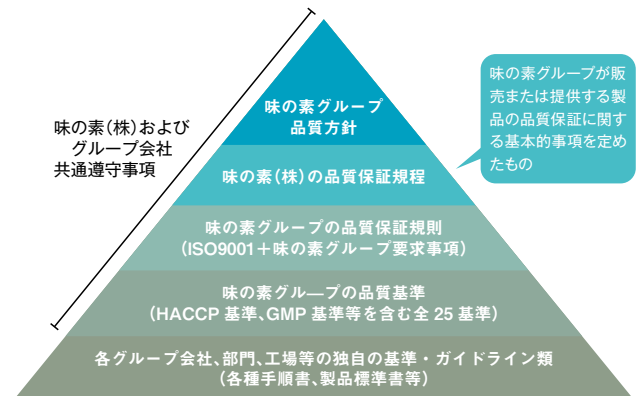 味の素グループ
品質方針
味の素グループが販
売または提供する製
品の品質保証に関す
る基本的事項を定め
たもの
味の素(株)および
グループ会社
共通遵守事項
味の素(株)の品質保証規程
味の素グループの品質保証規則
(ISO9001＋味の素グループ要求事項)
味の素グル―プの品質基準
(HACCP 基準、GMP 基準等を含む全 25 基準)
各グループ会社、部門、工場等の独自の基準・ガイドライン類
(各種手順書、製品標準書等)